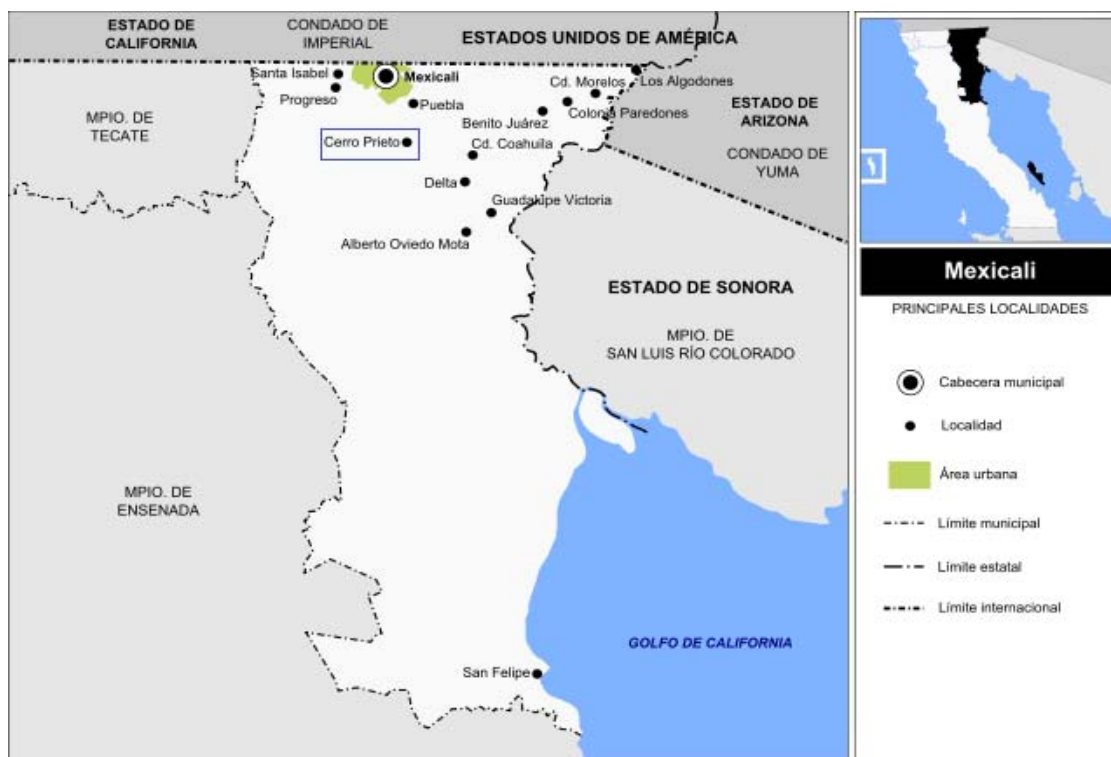 ESTADO DE
CALIFORNIA
CONDADO DE
IMPERIAL
ESTADOS UNIDOS DE AMÉRICA
Santa Isabel
Mexicali
Progreso
Puebla
Cd. Morelos
Los Algodones
Colonia Paredones
Benito Juárez
Cerro Prieto
Cd. Coahuila
Delta
Guadalupe Victoria
Alberto Oviedo Mota
MPIO. DE
TECATE
ESTADO DE
ARIZONA
CONDADO DE
YUMA
ESTADO DE SONORA
MPIO. DE
SAN LUIS RÍO COLORADO
MPIO. DE
ENSENADA
GOLFO DE CALIFORNIA
San Felipe
Mexicali
PRINCIPALES LOCALIDADES
Cabecera municipal
Localidad
Área urbana
Límite municipal
Límite estatal
Límite internacional